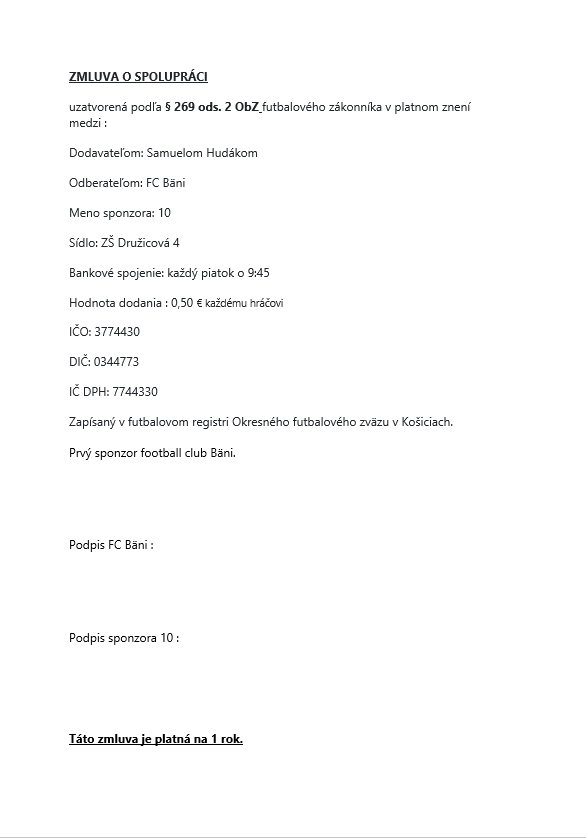 ZMLUVA O SPOLUPRÁCI
uzatvorená podľa § 269 ods. 2 ObZ futbalového zákonníka v platnom znení
medzi :
Dodavateľom: Samuelom Hudákom
Odberateľom: FC Bäni
Meno sponzora: 10
Sídlo: ZŠ Družicová 4
Bankové spojenie: každý piatok o 9:45
Hodnota dodania : 0,50 € každému hráčovi
IČO: 3774430
DIČ: 0344773
IČ DPH: 7744330
Zapísaný v futbalovom registri Okresného futbalového zväzu v Košiciach.
Prvý sponzor football club Bäni.
Podpis FC Bäni :
Podpis sponzora 10 :
Táto zmluva je platná na 1 rok.